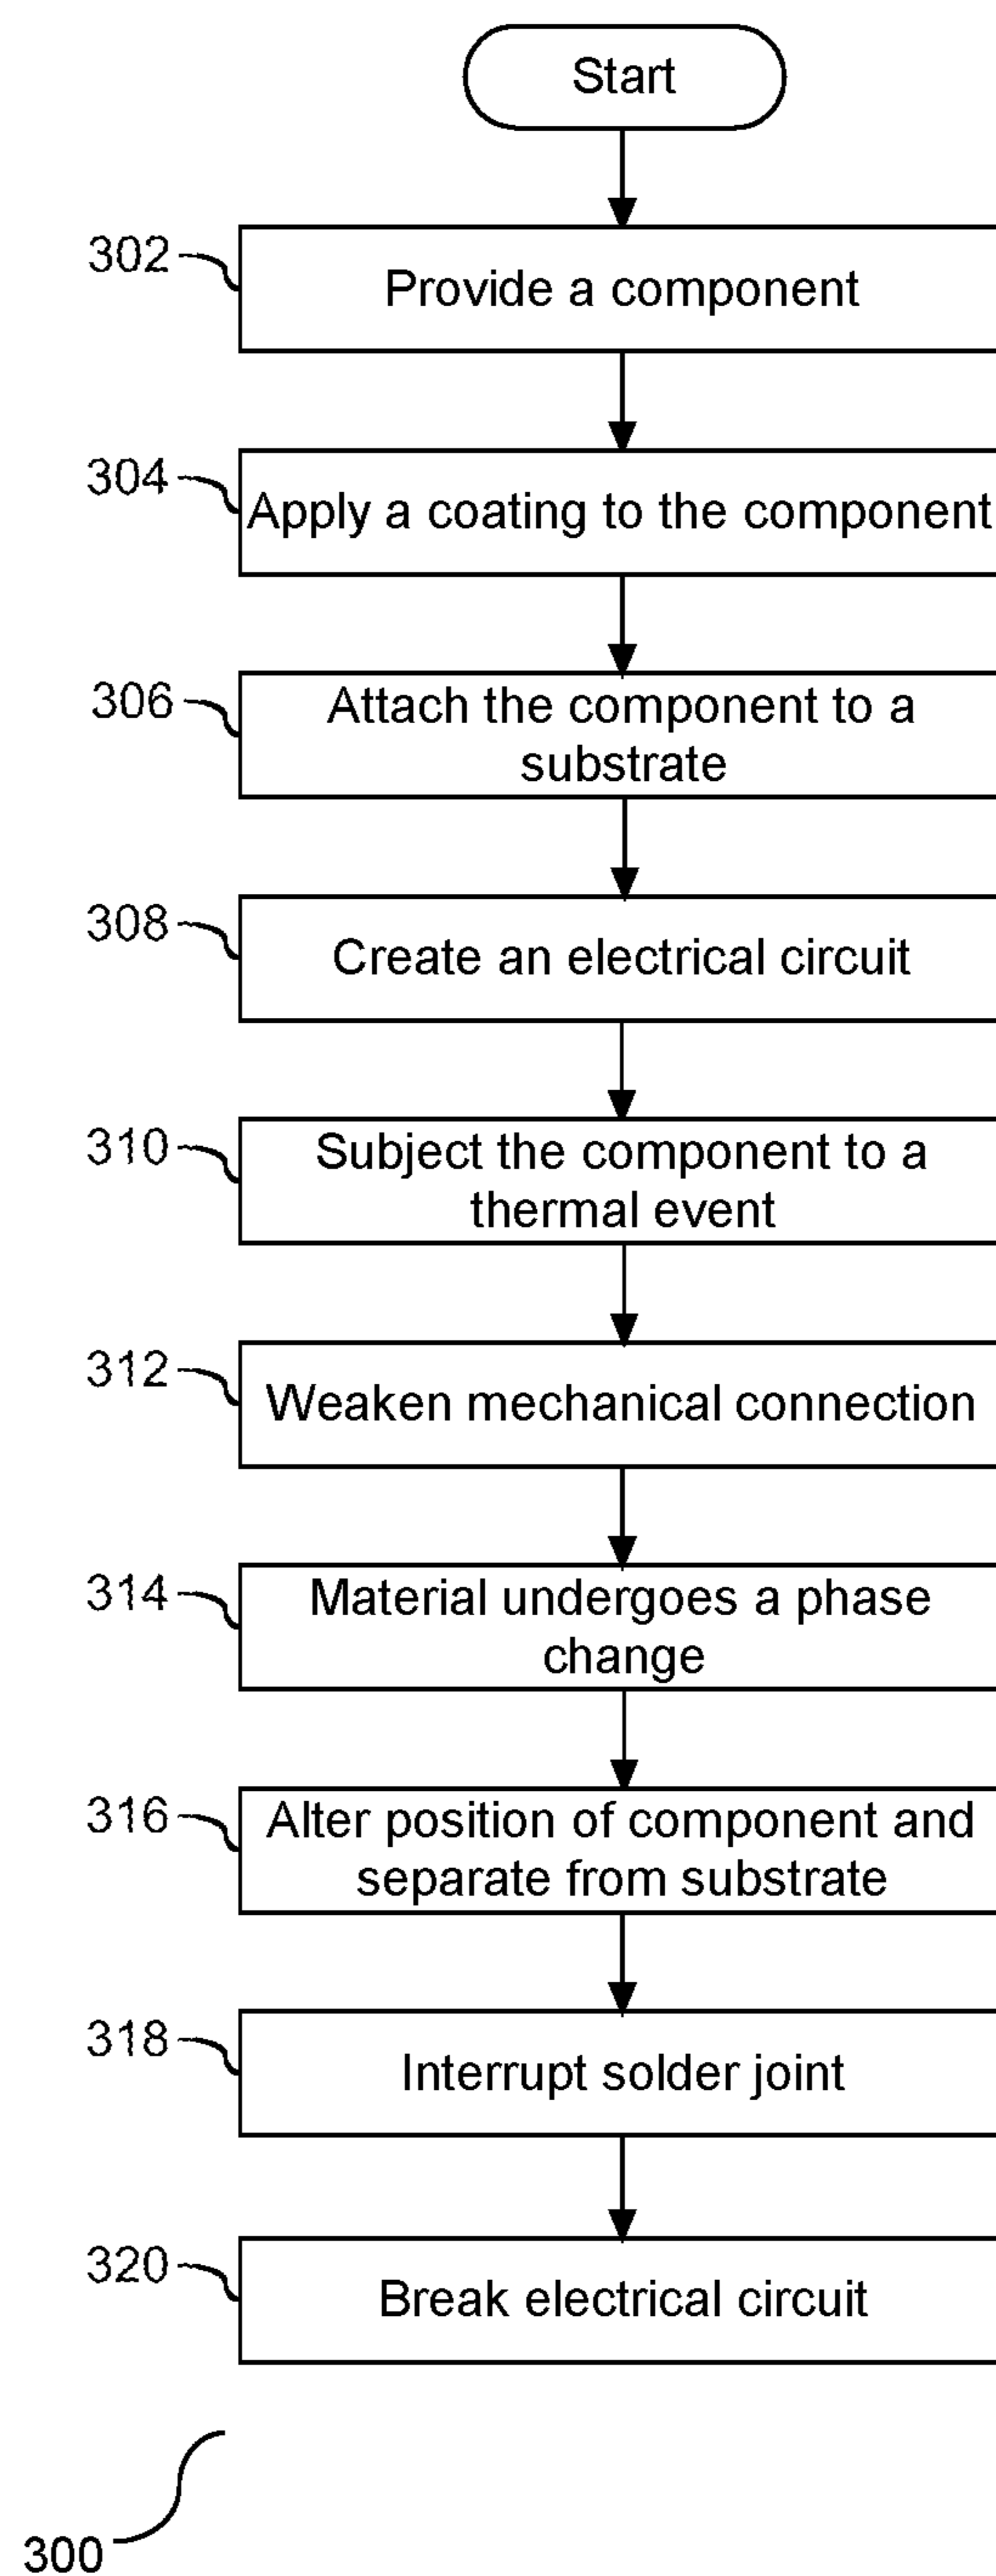 Start
302
Provide a component
304
Apply a coating to the component
306
Attach the component to a
substrate
308
Create an electrical circuit
310
Subject the component to a
thermal event
312
Weaken mechanical connection
314
Material undergoes a phase
change
316
Alter position of component and
separate from substrate
318
Interrupt solder joint
320
Break electrical circuit
300